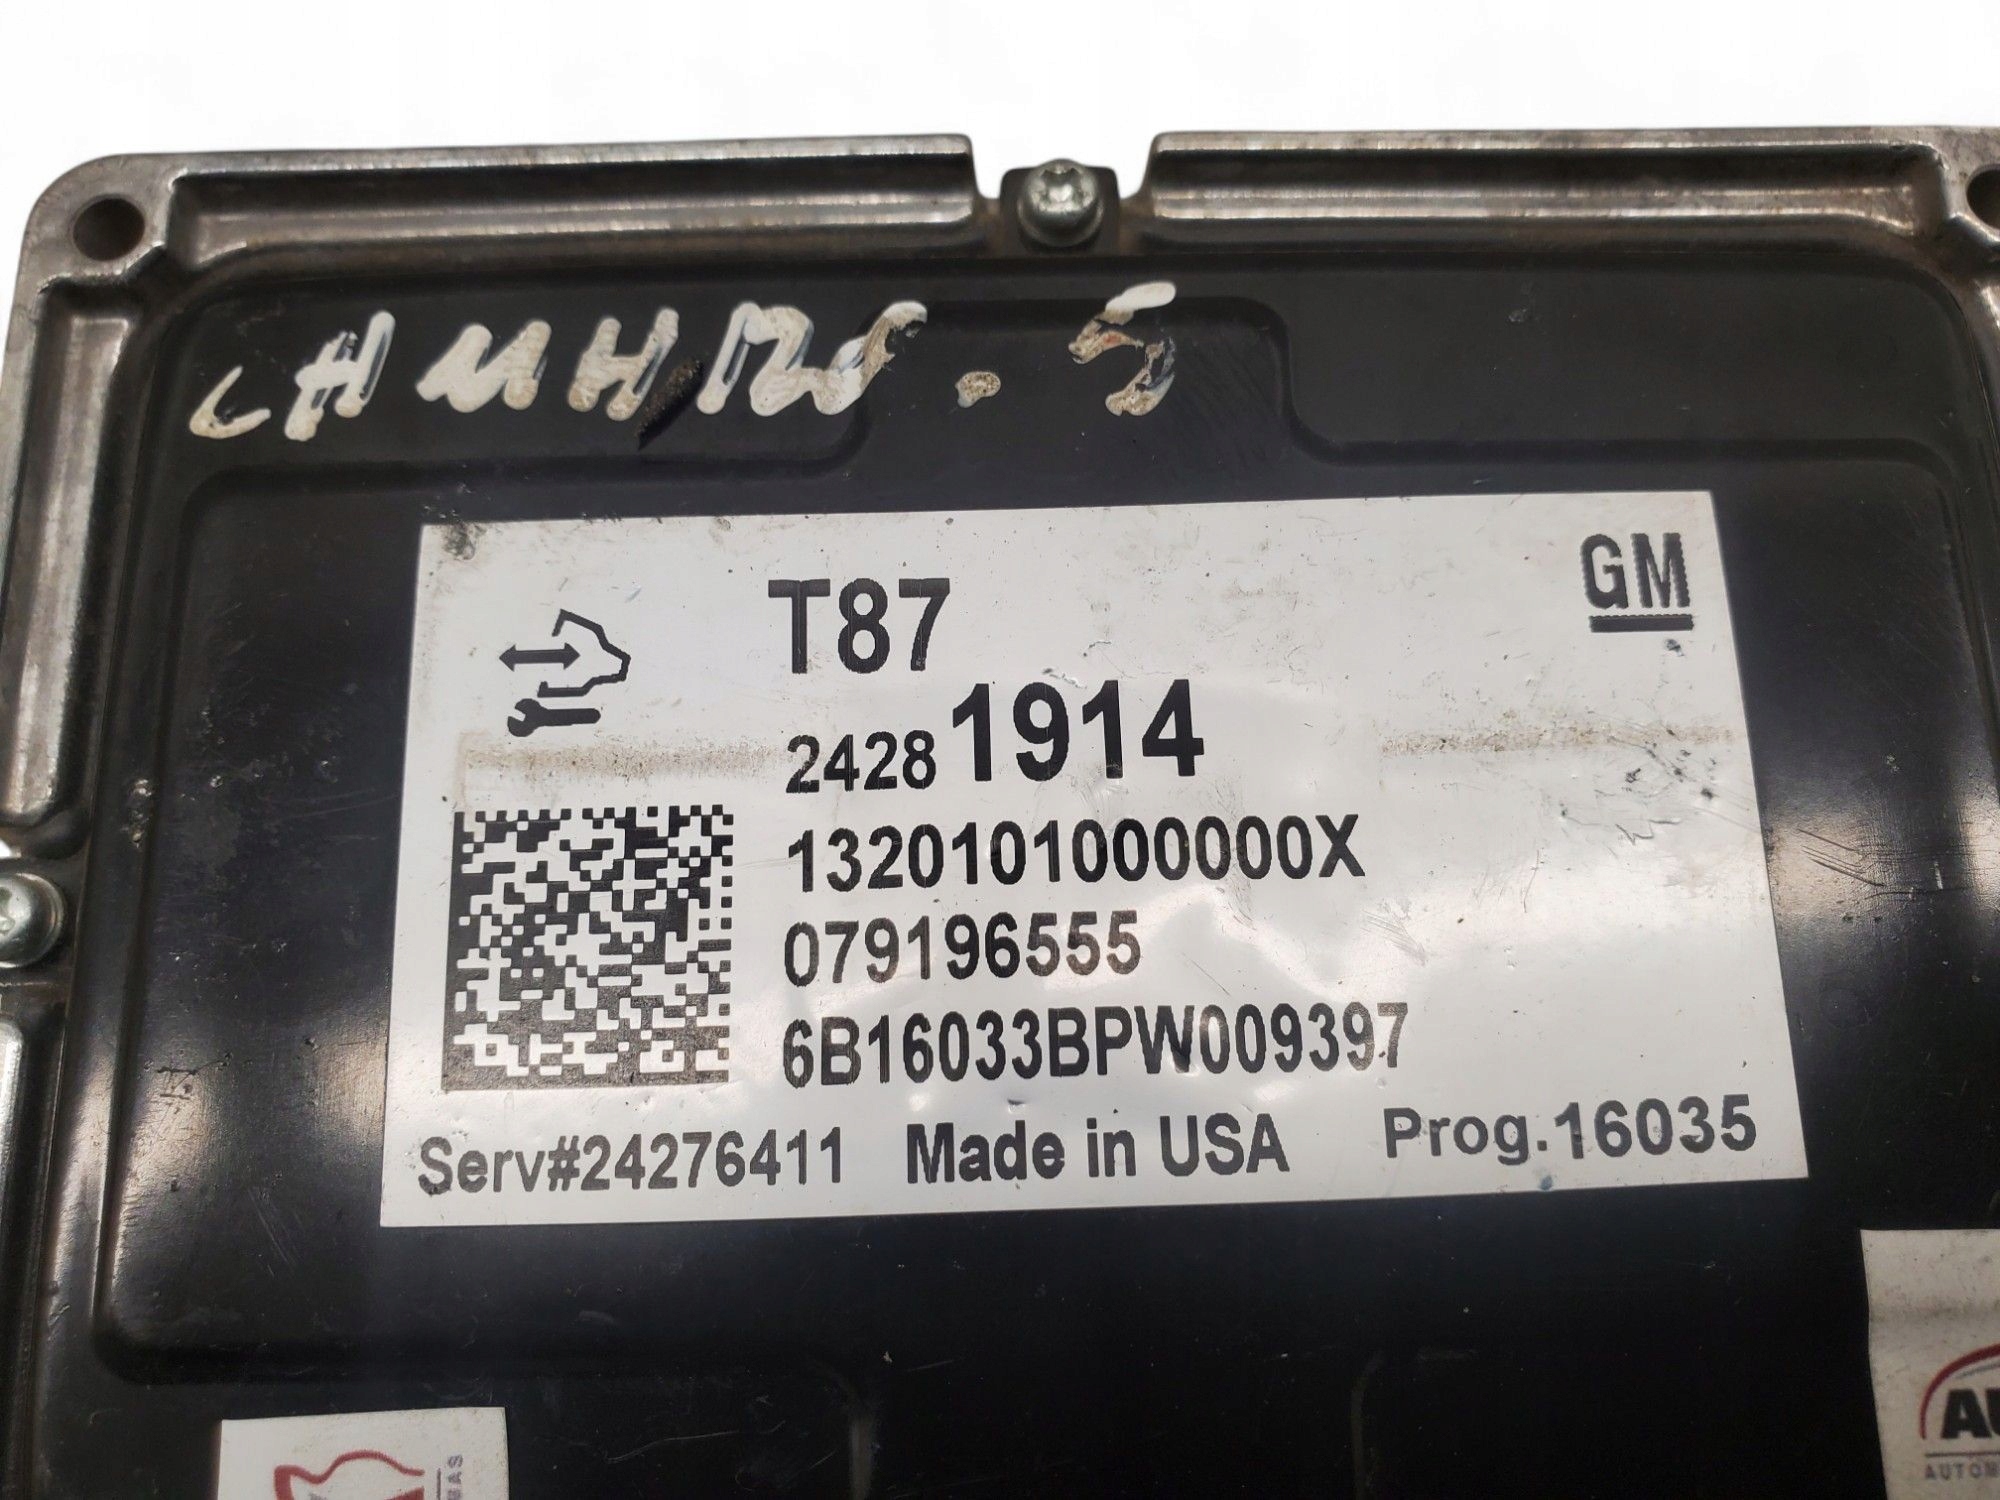 GM
T87
24281914
1320101000000X
079196555
6B16033BPW009397
Serv#24276411 Made in USA Prog.16035